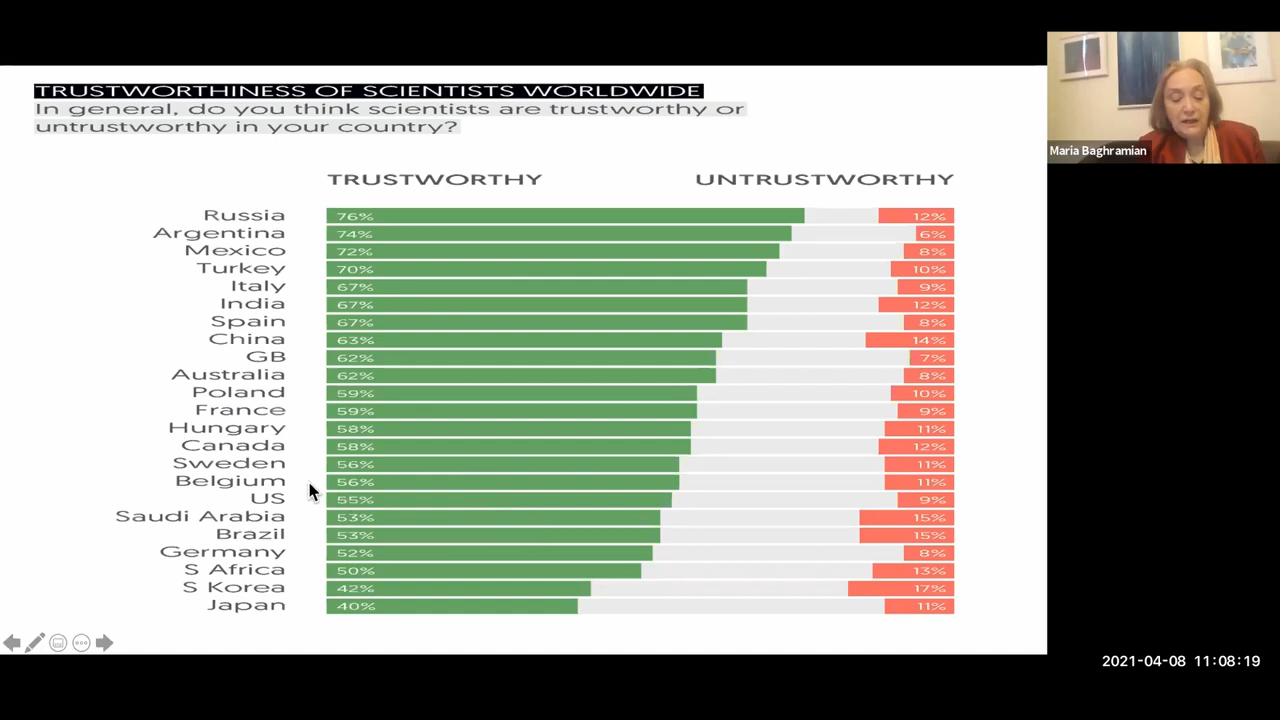 TRUSTWORTHINESS OF SCIENTISTS WORLDWIDE
In general, do you think scientists are trustworthy or
untrustworthy in your country?
TRUSTWORTHY UNTRUSTWORTHY
Russia 76% 12%
Argentina 74% 6%
Mexico 72% 8%
Turkey 70% 10%
Italy 67% 9%
India 67% 12%
Spain 67% 8%
China 63% 14%
GB 62% 7%
Australia 62% 8%
Poland 59% 10%
France 59% 9%
Hungary 58% 11%
Canada 58% 12%
Sweden 56% 11%
Belgium 56% 11%
US 55% 9%
Saudi Arabia 53% 15%
Brazil 53% 15%
Germany 52% 8%
S Africa 50% 13%
S Korea 42% 17%
Japan 40% 11%
Maria Baghramian
2021-04-08 11:08:19